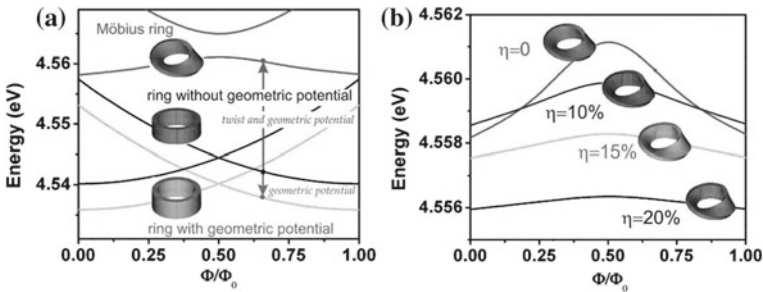 (a)
Möbius ring
ring without geometric potential
twist and geometric potential
geometric potential
ring with geometric potential
4.56
4.55
4.54
Energy (eV)
0.00
0.25
0.50
0.75
1.00
Φ/Φ₀
(b)
η=0
η=10%
η=15%
η=20%
4.562
4.560
4.558
4.556
Energy (eV)
0.00
0.25
0.50
0.75
1.00
Φ/Φ₀